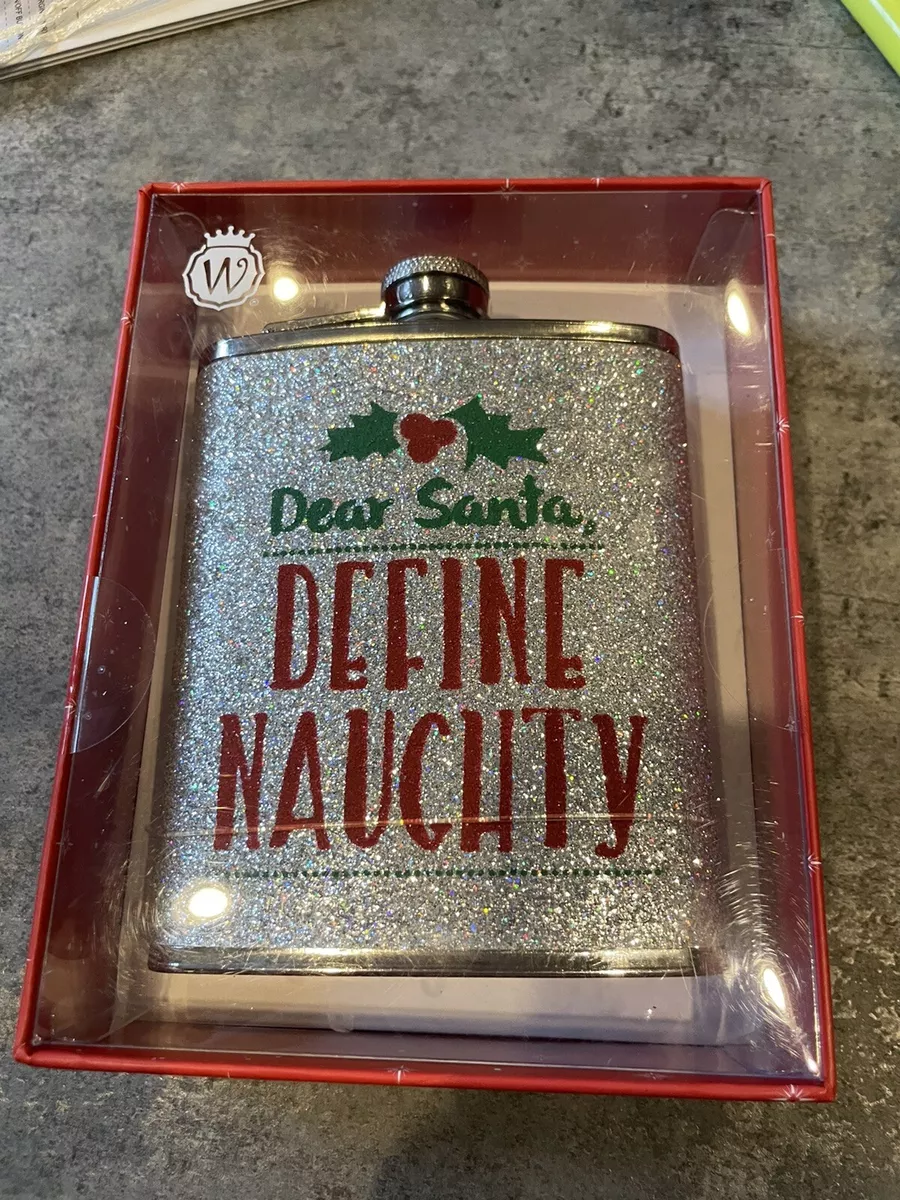 W
Dear Santa,
DEFINE
NAUGHTY